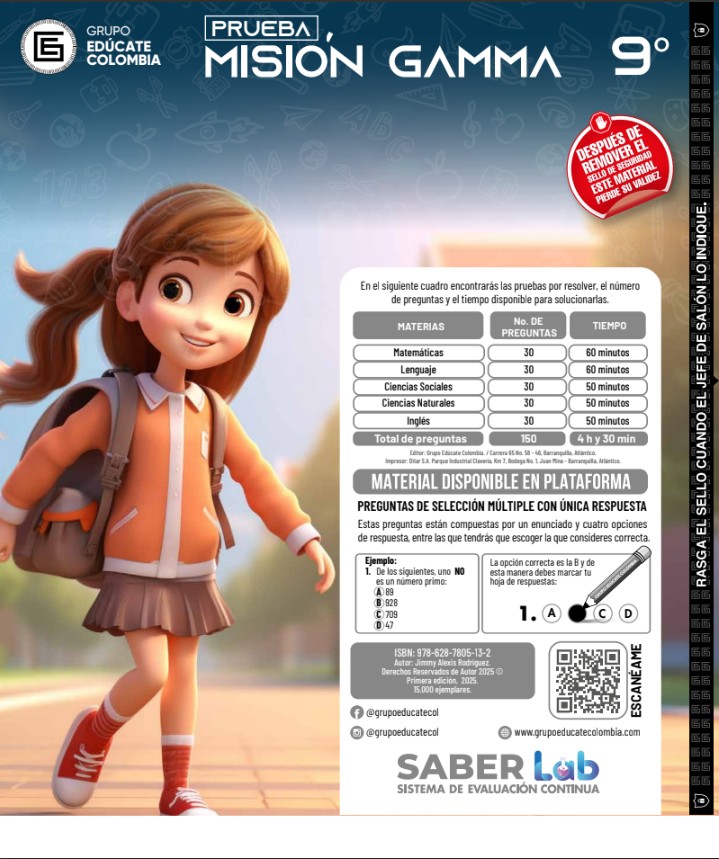 GRUPO
EDÚCATE
COLOMBIA
PRUEBA
MISIÓN GAMMA
9°
DESPUÉS DE
REMOVER EL
SELLO DE SEGURIDAD
ESTE MATERIAL
PIERDE SU VALIDEZ
RASGA EL SELLO CUANDO EL JEFE DE SALÓN LO INDIQUE.
En el siguiente cuadro encontrarás las pruebas por resolver, el número
de preguntas y el tiempo disponible para solucionarlas.
MATERIAS No. DE PREGUNTAS TIEMPO
Matemáticas 30 60 minutos
Lenguaje 30 60 minutos
Ciencias Sociales 30 50 minutos
Ciencias Naturales 30 50 minutos
Inglés 30 50 minutos
Total de preguntas 150 4 h y 30 min
Editor: Grupo Edúcate Colombia. / Carrera 65 No. 58 - 46, Barranquilla, Atlántico.
Impresor: Ditar S.A. Parque Industrial Clavería, Km 7, Bodega No. 1, Juan Mina - Barranquilla, Atlántico.
MATERIAL DISPONIBLE EN PLATAFORMA
PREGUNTAS DE SELECCIÓN MÚLTIPLE CON ÚNICA RESPUESTA
Estas preguntas están compuestas por un enunciado y cuatro opciones
de respuesta, entre las que tendrás que escoger la que consideres correcta.
Ejemplo:
1. De los siguientes, uno NO
es un número primo:
A 89
B 928
C 709
D 47
La opción correcta es la B y de
esta manera debes marcar tu
hoja de respuestas:
1. A C D
ISBN: 978-628-7805-13-2
Autor: Jimmy Alexis Rodríguez.
Derechos Reservados de Autor 2025 ©
Primera edición, 2025.
15.000 ejemplares.
ESCANÉAME
@grupoeducatecol
@grupoeducatecol
www.grupoeducatecolombia.com
SABER Lab
SISTEMA DE EVALUACIÓN CONTINUA